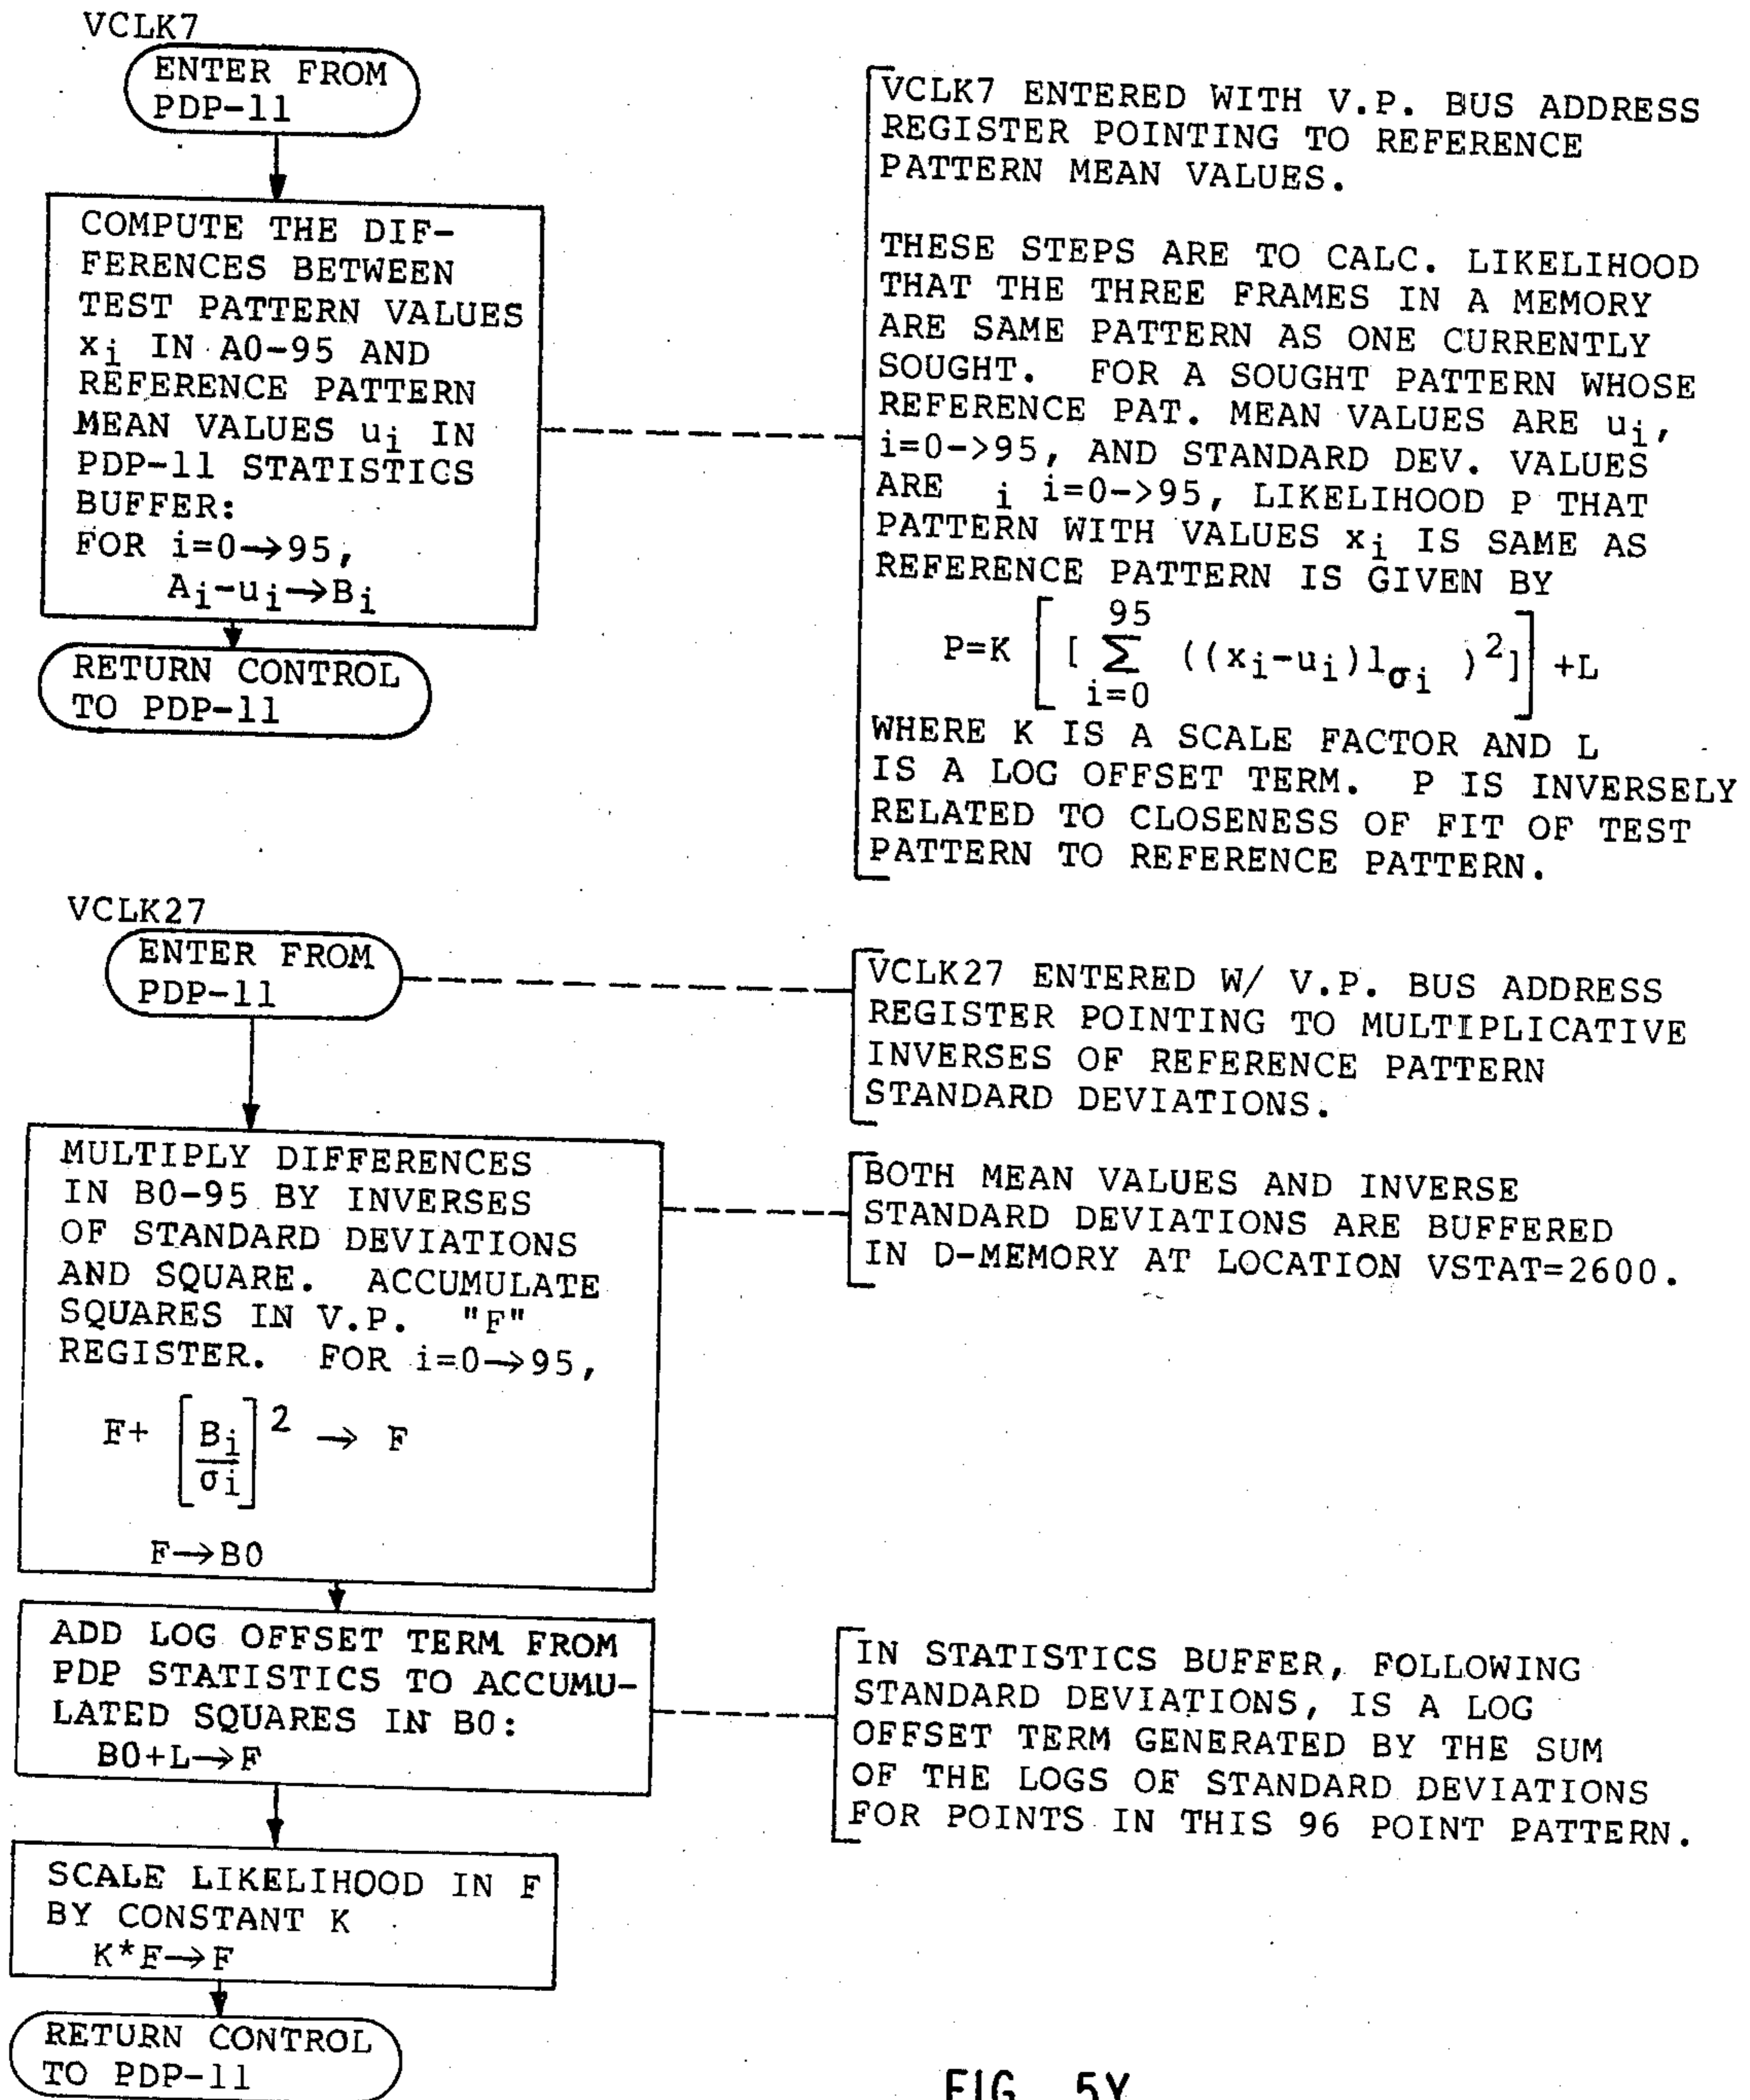 VCLK7
ENTER FROM
PDP-11
COMPUTE THE DIF-
FERENCES BETWEEN
TEST PATTERN VALUES
xi IN A0-95 AND
REFERENCE PATTERN
MEAN VALUES ui IN
PDP-11 STATISTICS
BUFFER:
FOR i=0→95,
Ai-ui→Bi
RETURN CONTROL
TO PDP-11
VCLK7 ENTERED WITH V.P. BUS ADDRESS
REGISTER POINTING TO REFERENCE
PATTERN MEAN VALUES.
THESE STEPS ARE TO CALC. LIKELIHOOD
THAT THE THREE FRAMES IN A MEMORY
ARE SAME PATTERN AS ONE CURRENTLY
SOUGHT. FOR A SOUGHT PATTERN WHOSE
REFERENCE PAT. MEAN VALUES ARE ui,
i=0->95, AND STANDARD DEV. VALUES
ARE i i=0->95, LIKELIHOOD P THAT
PATTERN WITH VALUES xi IS SAME AS
REFERENCE PATTERN IS GIVEN BY
P=K [ [ 95 Σ i=0 ((xi-ui)lσi )2] ] +L
WHERE K IS A SCALE FACTOR AND L
IS A LOG OFFSET TERM. P IS INVERSELY
RELATED TO CLOSENESS OF FIT OF TEST
PATTERN TO REFERENCE PATTERN.
VCLK27
ENTER FROM
PDP-11
VCLK27 ENTERED W/ V.P. BUS ADDRESS
REGISTER POINTING TO MULTIPLICATIVE
INVERSES OF REFERENCE PATTERN
STANDARD DEVIATIONS.
MULTIPLY DIFFERENCES
IN B0-95 BY INVERSES
OF STANDARD DEVIATIONS
AND SQUARE. ACCUMULATE
SQUARES IN V.P. "F"
REGISTER. FOR i=0→95,
F+ [Bi/σi]2 → F
F→B0
BOTH MEAN VALUES AND INVERSE
STANDARD DEVIATIONS ARE BUFFERED
IN D-MEMORY AT LOCATION VSTAT=2600.
ADD LOG OFFSET TERM FROM
PDP STATISTICS TO ACCUMU-
LATED SQUARES IN B0:
B0+L→F
IN STATISTICS BUFFER, FOLLOWING
STANDARD DEVIATIONS, IS A LOG
OFFSET TERM GENERATED BY THE SUM
OF THE LOGS OF STANDARD DEVIATIONS
FOR POINTS IN THIS 96 POINT PATTERN.
SCALE LIKELIHOOD IN F
BY CONSTANT K
K*F→F
RETURN CONTROL
TO PDP-11
FIG. 5Y